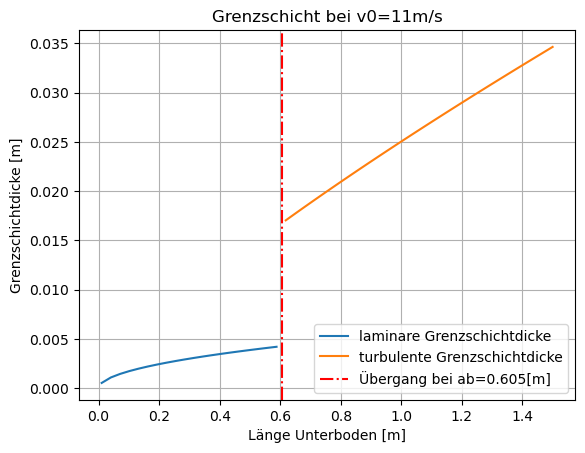 Grenzschicht bei v0=11m/s
Grenzschichtdicke [m]
0.035
0.030
0.025
0.020
0.015
0.010
0.005
0.000
laminare Grenzschichtdicke
turbulente Grenzschichtdicke
Übergang bei ab=0.605[m]
0.0 0.2 0.4 0.6 0.8 1.0 1.2 1.4
Länge Unterboden [m]